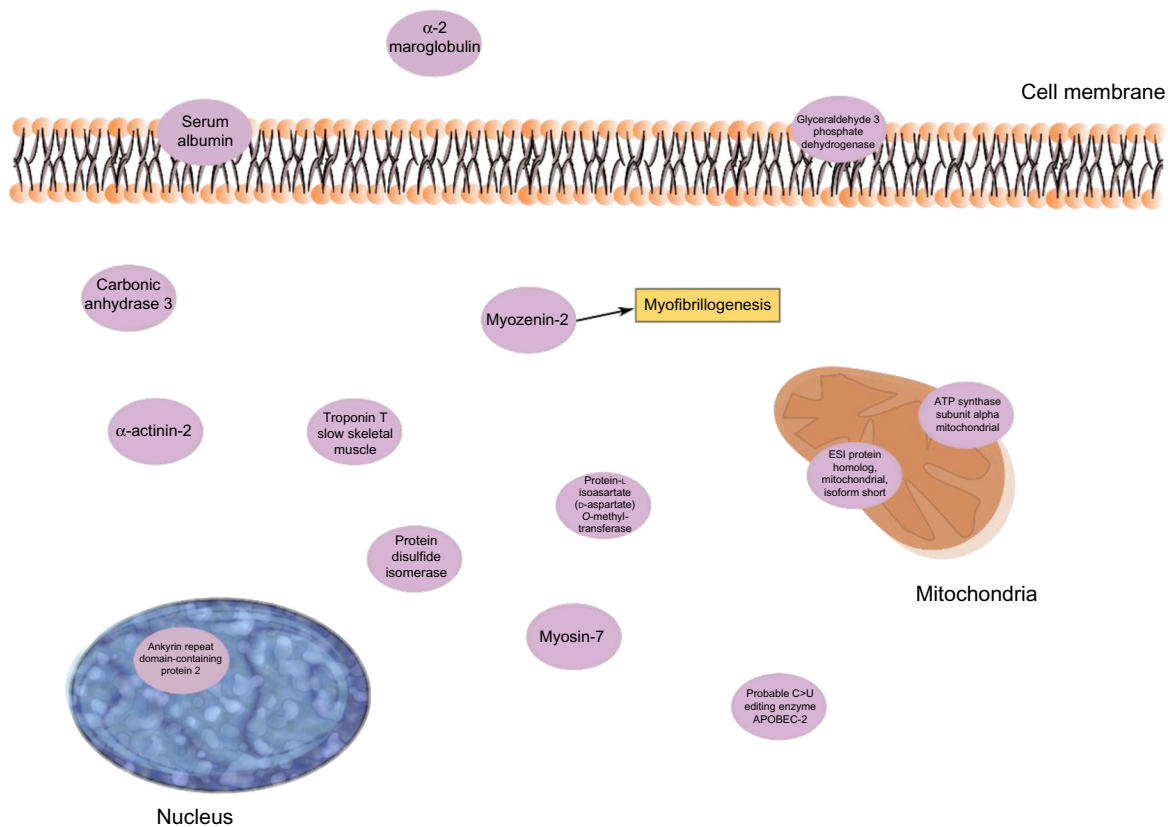 α-2
maroglobulin
Cell membrane
Serum
albumin
Glyceraldehyde 3
phosphate
dehydrogenase
Carbonic
anhydrase 3
Myozenin-2
Myofibrillogenesis
α-actinin-2
Troponin T
slow skeletal
muscle
ATP synthase
subunit alpha
mitochondrial
ESI protein
homolog,
mitochondrial,
isoform short
Protein-L
isoasartate
(D-aspartate)
O-methyl-
transferase
Protein
disulfide
isomerase
Mitochondria
Myosin-7
Ankyrin repeat
domain-containing
protein 2
Probable C>U
editing enzyme
APOBEC-2
Nucleus